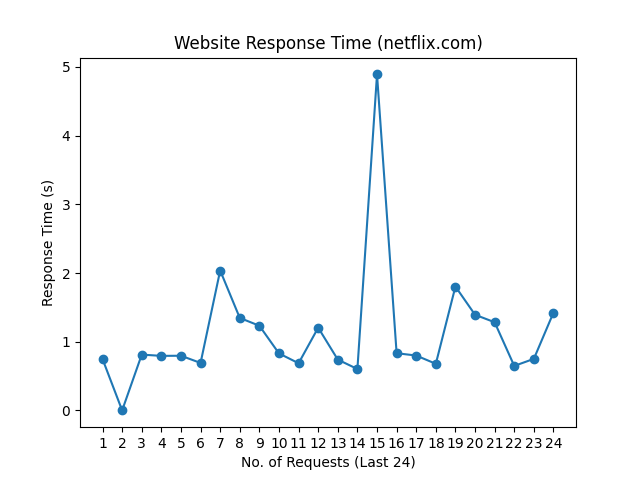 Website Response Time (netflix.com)
Response Time (s)
5
4
3
2
1
0
1 2 3 4 5 6 7 8 9 10 11 12 13 14 15 16 17 18 19 20 21 22 23 24
No. of Requests (Last 24)